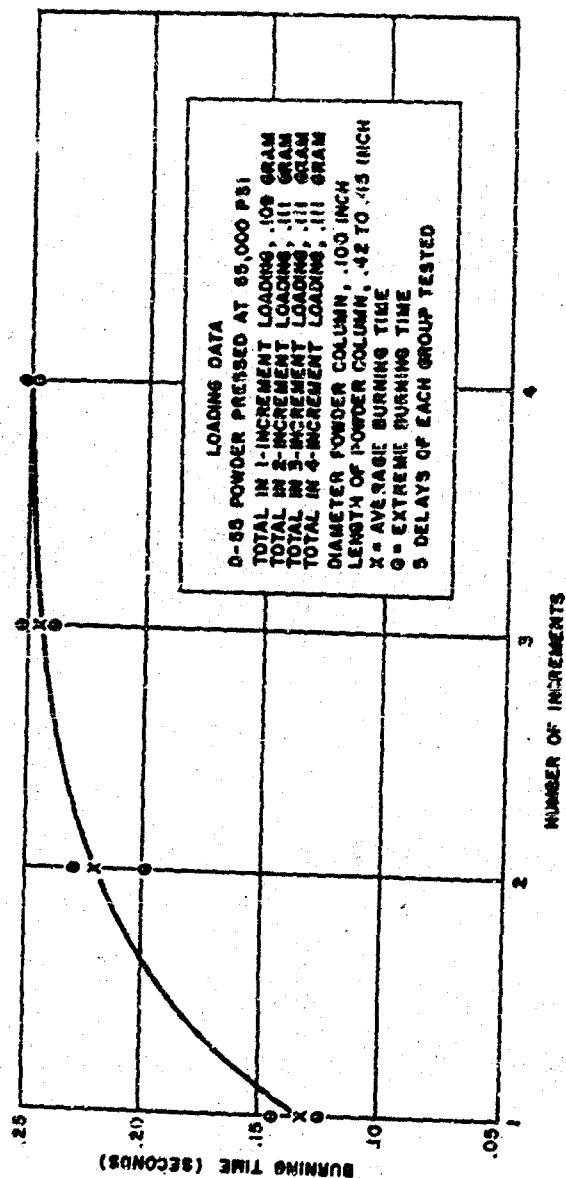 BURNING TIME (SECONDS)
.25
.20
.15
.10
.05
1
2
3
4
NUMBER OF INCREMENTS
LOADING DATA
D-55 POWDER PRESSED AT 65,000 PSI
TOTAL IN 1-INCREMENT LOADING, .109 GRAM
TOTAL IN 2-INCREMENT LOADING, .111 GRAM
TOTAL IN 3-INCREMENT LOADING, .111 GRAM
TOTAL IN 4-INCREMENT LOADING, .111 GRAM
DIAMETER POWDER COLUMN, .100 INCH
LENGTH OF POWDER COLUMN, .42 TO .45 INCH
X = AVERAGE BURNING TIME
O = EXTREME BURNING TIME
5 DELAYS OF EACH GROUP TESTED